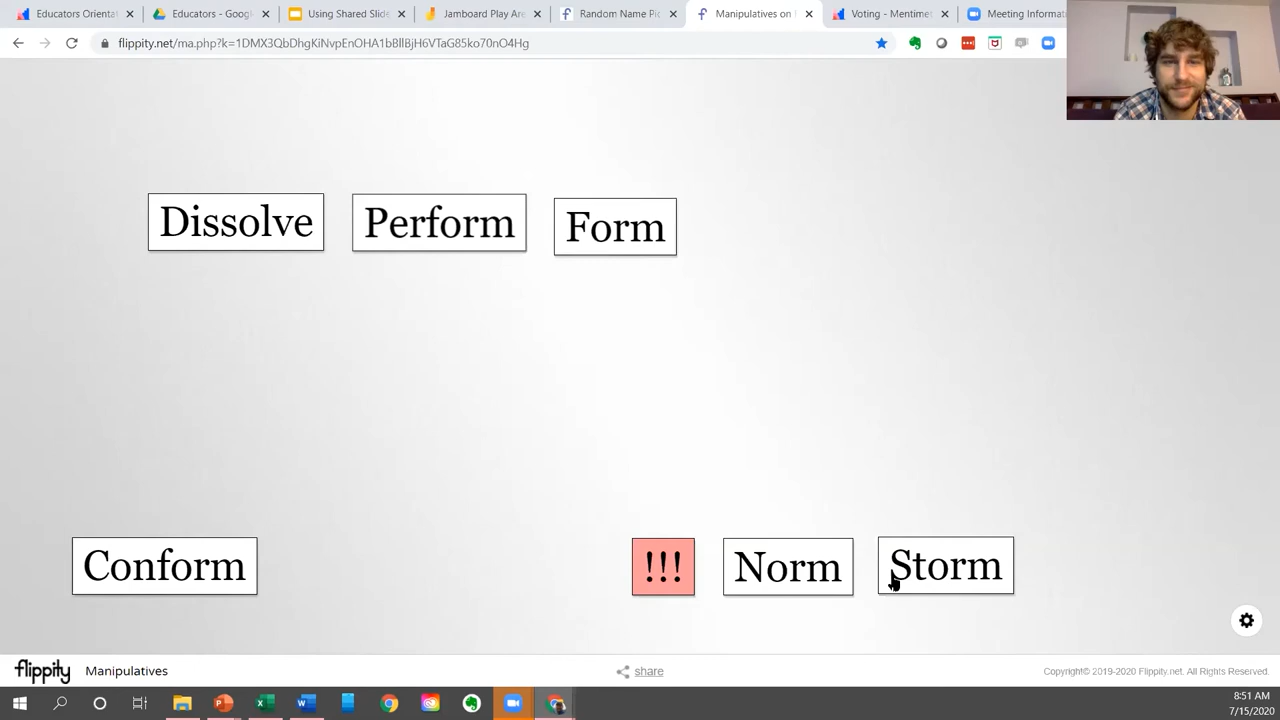 Educators Orientat
Educators - Googl
Using Shared Slide
Jamboard Play Are
Random Name Pic
Manipulatives on
Voting - Mentimet
Meeting Informati
flippity.net/ma.php?k=1DMX3QbDhgKiNvpEnOHA1bBllBjH6VTaG85ko70nO4Hg
Dissolve
Perform
Form
Conform
!!!
Norm
Storm
flippity
Manipulatives
share
Copyright© 2019-2020 Flippity.net. All Rights Reserved.
8:51 AM
7/15/2020